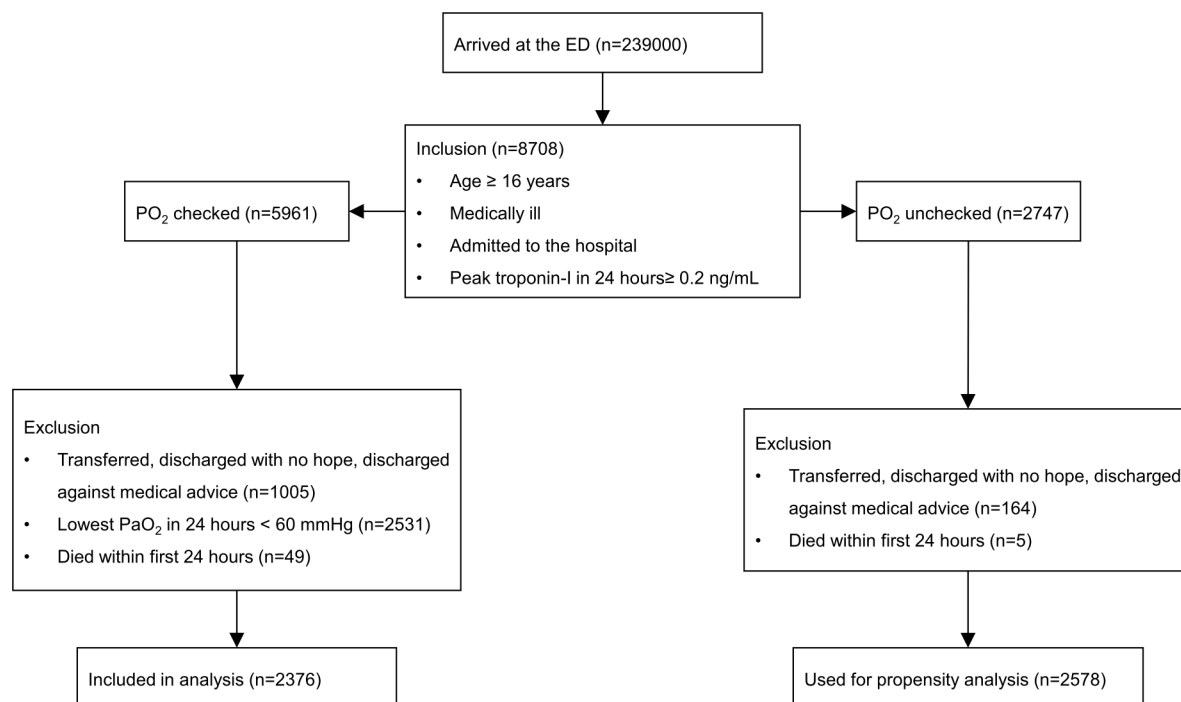 Arrived at the ED (n=239000)
Inclusion (n=8708)
• Age ≥ 16 years
• Medically ill
• Admitted to the hospital
• Peak troponin-I in 24 hours≥ 0.2 ng/mL
PO₂ checked (n=5961)
PO₂ unchecked (n=2747)
Exclusion
• Transferred, discharged with no hope, discharged
against medical advice (n=1005)
• Lowest PaO₂ in 24 hours < 60 mmHg (n=2531)
• Died within first 24 hours (n=49)
Exclusion
• Transferred, discharged with no hope, discharged
against medical advice (n=164)
• Died within first 24 hours (n=5)
Included in analysis (n=2376)
Used for propensity analysis (n=2578)